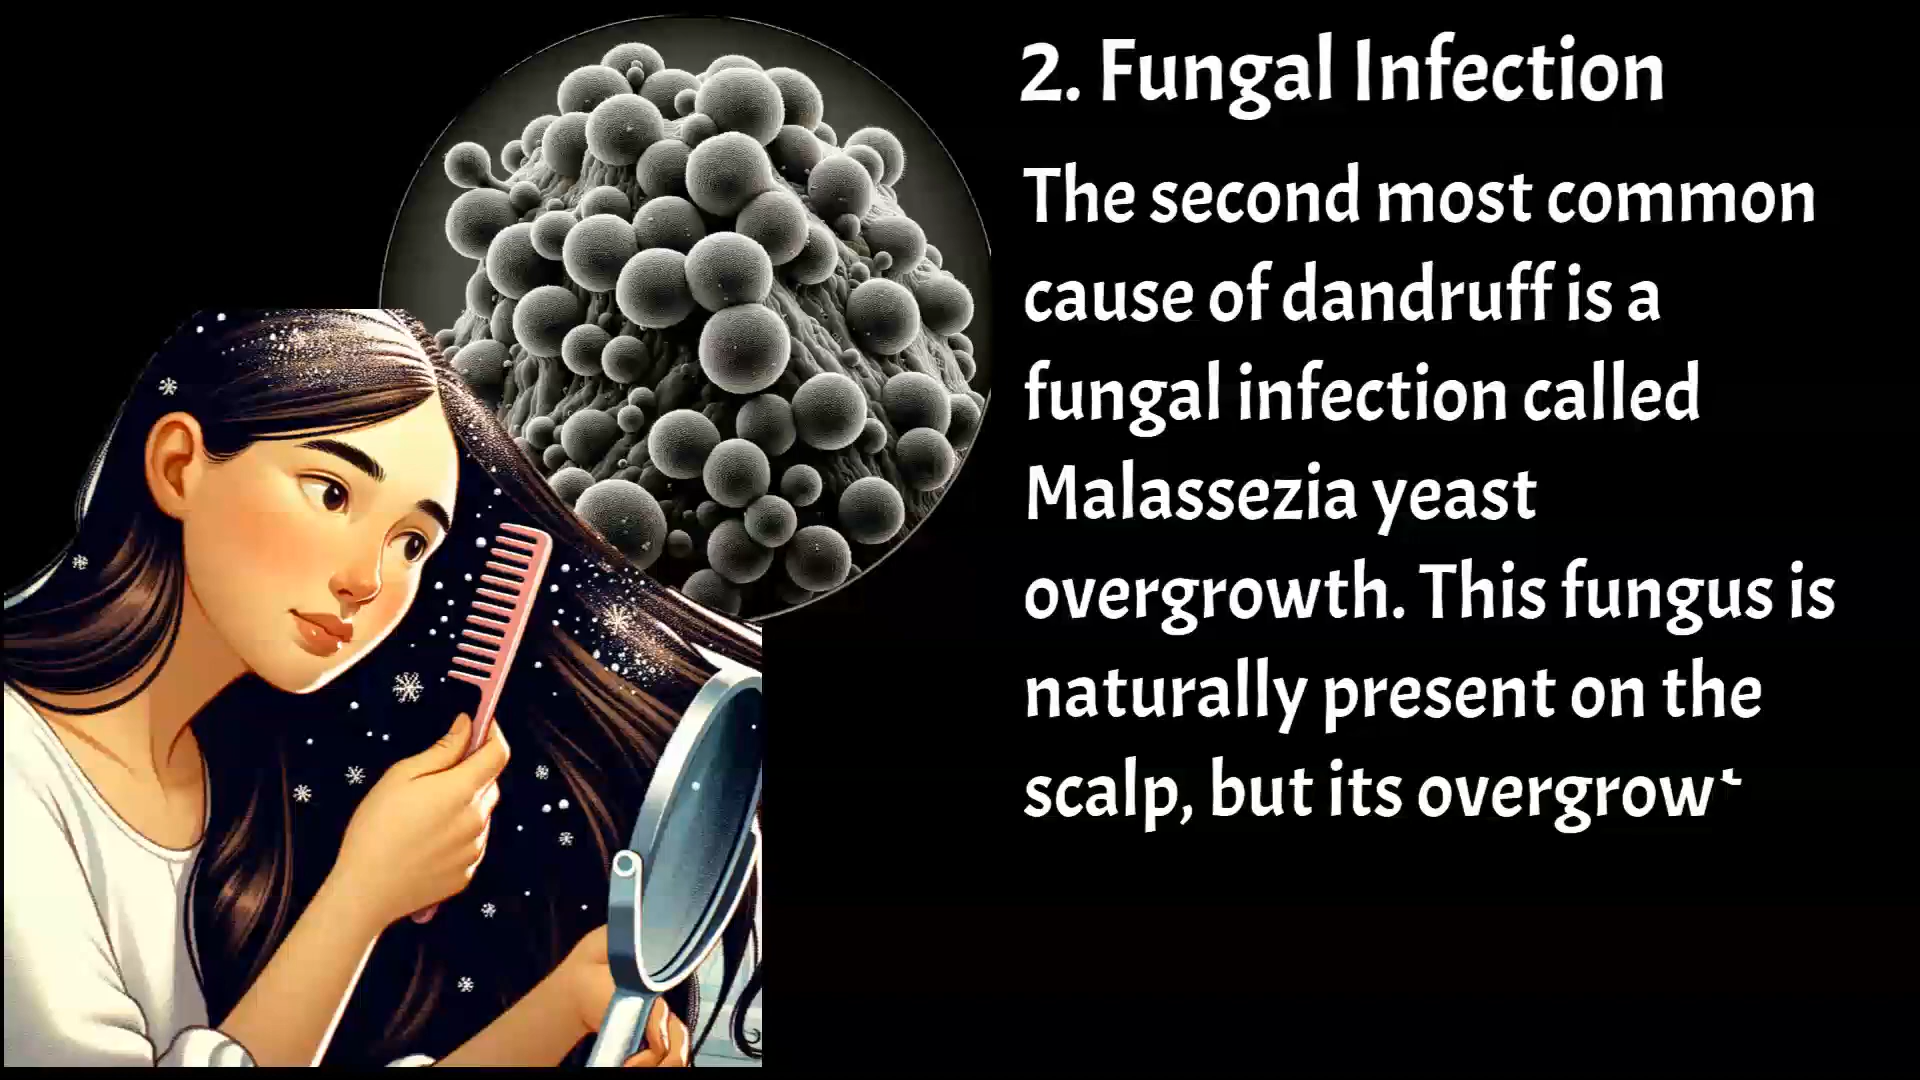 2. Fungal Infection
The second most common
cause of dandruff is a
fungal infection called
Malassezia yeast
overgrowth. This fungus is
naturally present on the
scalp, but its overgrow